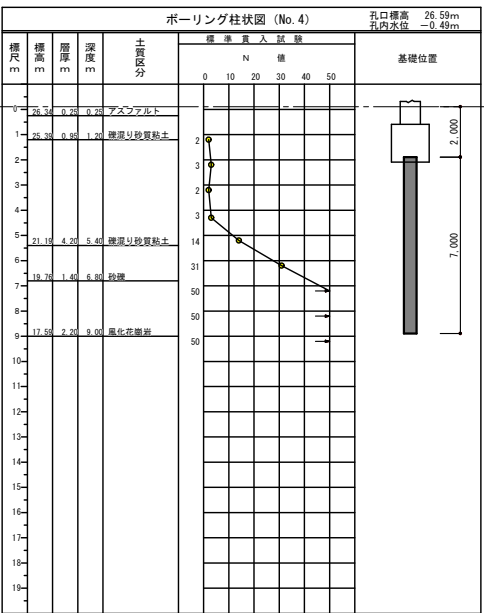 ボーリング柱状図 (No.4)
孔口標高 26.59m
孔内水位 －0.49m
標尺m
標高m
層厚m
深度m
土質区分
標準貫入試験
N 値
0 10 20 30 40 50
基礎位置
0
26.34 0.25 0.25 アスファルト
1
25.39 0.95 1.20 礫混り砂質粘土
2
2
3
3
2
4
3
5
21.19 4.20 5.40 礫混り砂質粘土
14
6
31
19.76 1.40 6.80 砂礫
7
50
8
50
9
17.59 2.20 9.00 風化花崗岩
50
10
11
12
13
14
15
16
17
18
19
2,000
7,000